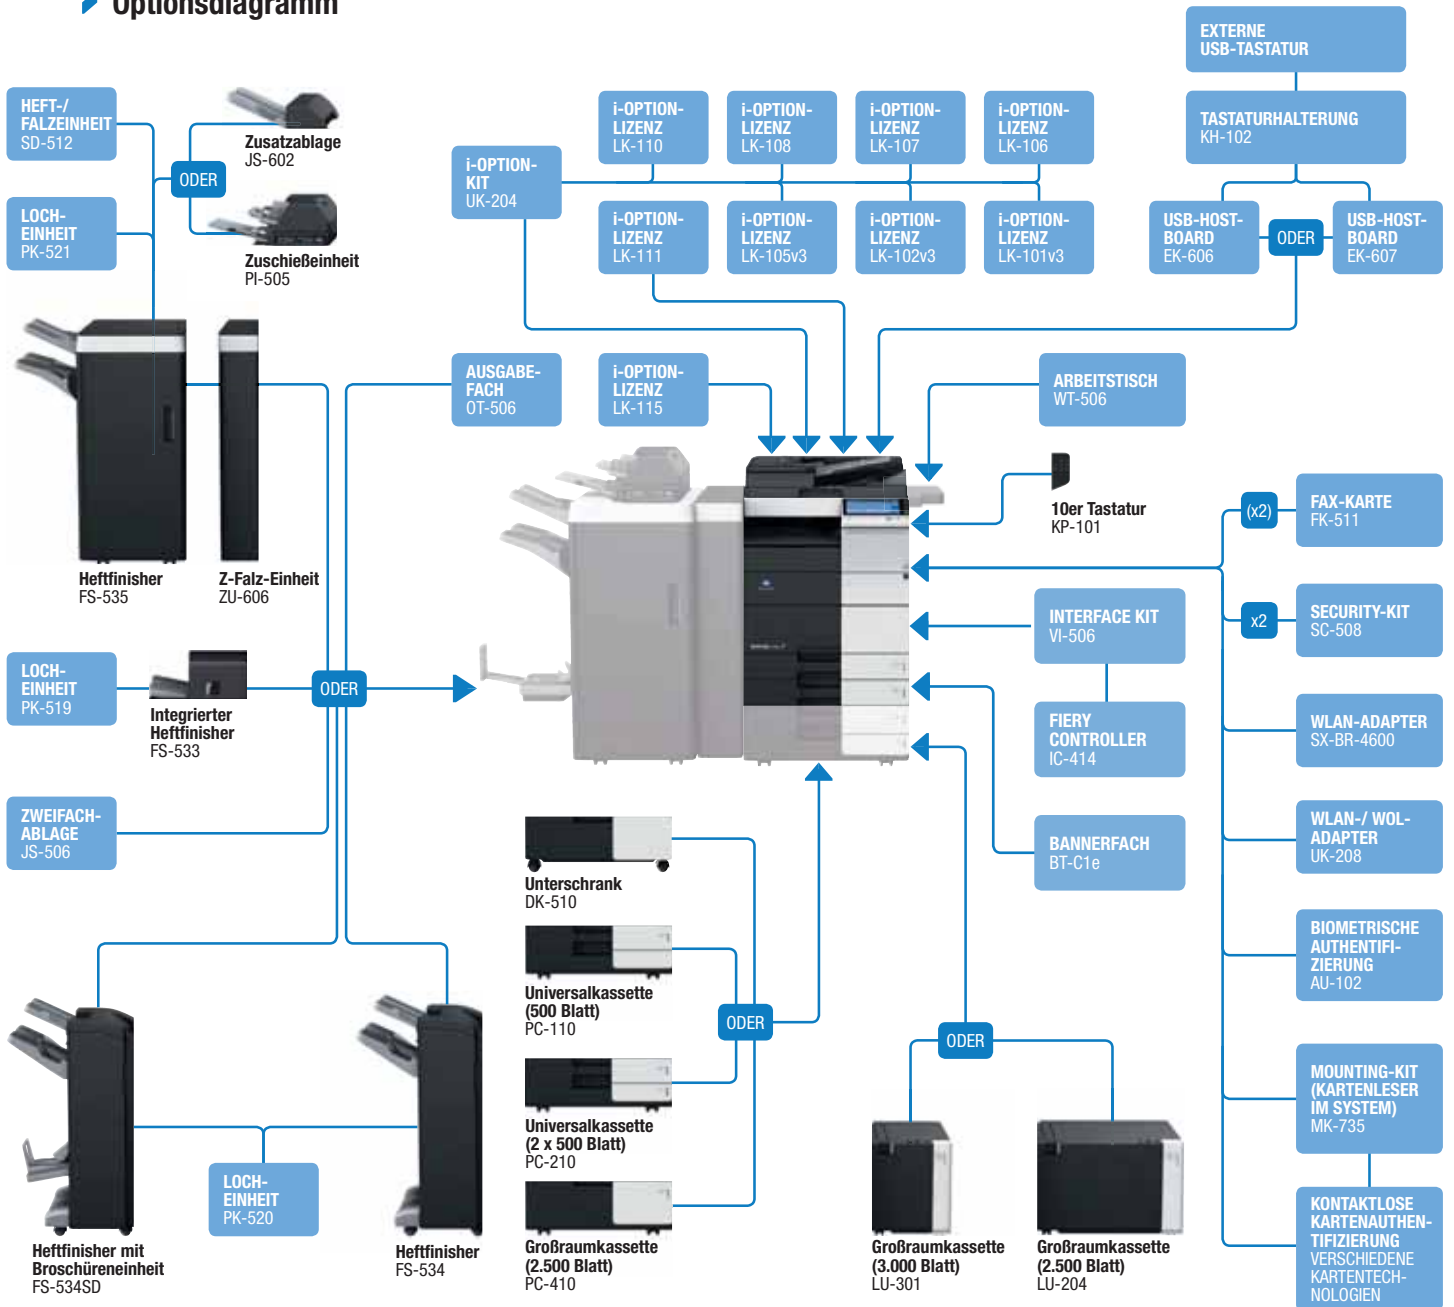 Optionsdiagramm
EXTERNE
USB-TASTATUR
HEFT-/
FALZEINHEIT
SD-512
Zusatzablage
JS-602
ODER
LOCH-
EINHEIT
PK-521
Zuschießeinheit
PI-505
i-OPTION-
KIT
UK-204
i-OPTION-
LIZENZ
LK-110
i-OPTION-
LIZENZ
LK-108
i-OPTION-
LIZENZ
LK-107
i-OPTION-
LIZENZ
LK-106
i-OPTION-
LIZENZ
LK-111
i-OPTION-
LIZENZ
LK-105v3
i-OPTION-
LIZENZ
LK-102v3
i-OPTION-
LIZENZ
LK-101v3
TASTATURHALTERUNG
KH-102
USB-HOST-
BOARD
EK-606
ODER
USB-HOST-
BOARD
EK-607
Heftfinisher
FS-535
Z-Falz-Einheit
ZU-606
AUSGABE-
FACH
OT-506
i-OPTION-
LIZENZ
LK-115
ARBEITSTISCH
WT-506
10er Tastatur
KP-101
(x2)
FAX-KARTE
FK-511
x2
SECURITY-KIT
SC-508
INTERFACE KIT
VI-506
LOCH-
EINHEIT
PK-519
Integrierter
Heftfinisher
FS-533
ODER
FIERY
CONTROLLER
IC-414
WLAN-ADAPTER
SX-BR-4600
ZWEIFACH-
ABLAGE
JS-506
Unterschrank
DK-510
BANNERFACH
BT-C1e
WLAN-/ WOL-
ADAPTER
UK-208
Universalkassette
(500 Blatt)
PC-110
ODER
BIOMETRISCHE
AUTHENTIFI-
ZIERUNG
AU-102
ODER
Universalkassette
(2 x 500 Blatt)
PC-210
MOUNTING-KIT
(KARTENLESER
IM SYSTEM)
MK-735
LOCH-
EINHEIT
PK-520
Heftfinisher mit
Broschüreneinheit
FS-534SD
Heftfinisher
FS-534
Großraumkassette
(2.500 Blatt)
PC-410
Großraumkassette
(3.000 Blatt)
LU-301
Großraumkassette
(2.500 Blatt)
LU-204
KONTAKTLOSE
KARTENAUTHEN-
TIFIZIERUNG
VERSCHIEDENE
KARTENTECH-
NOLOGIEN